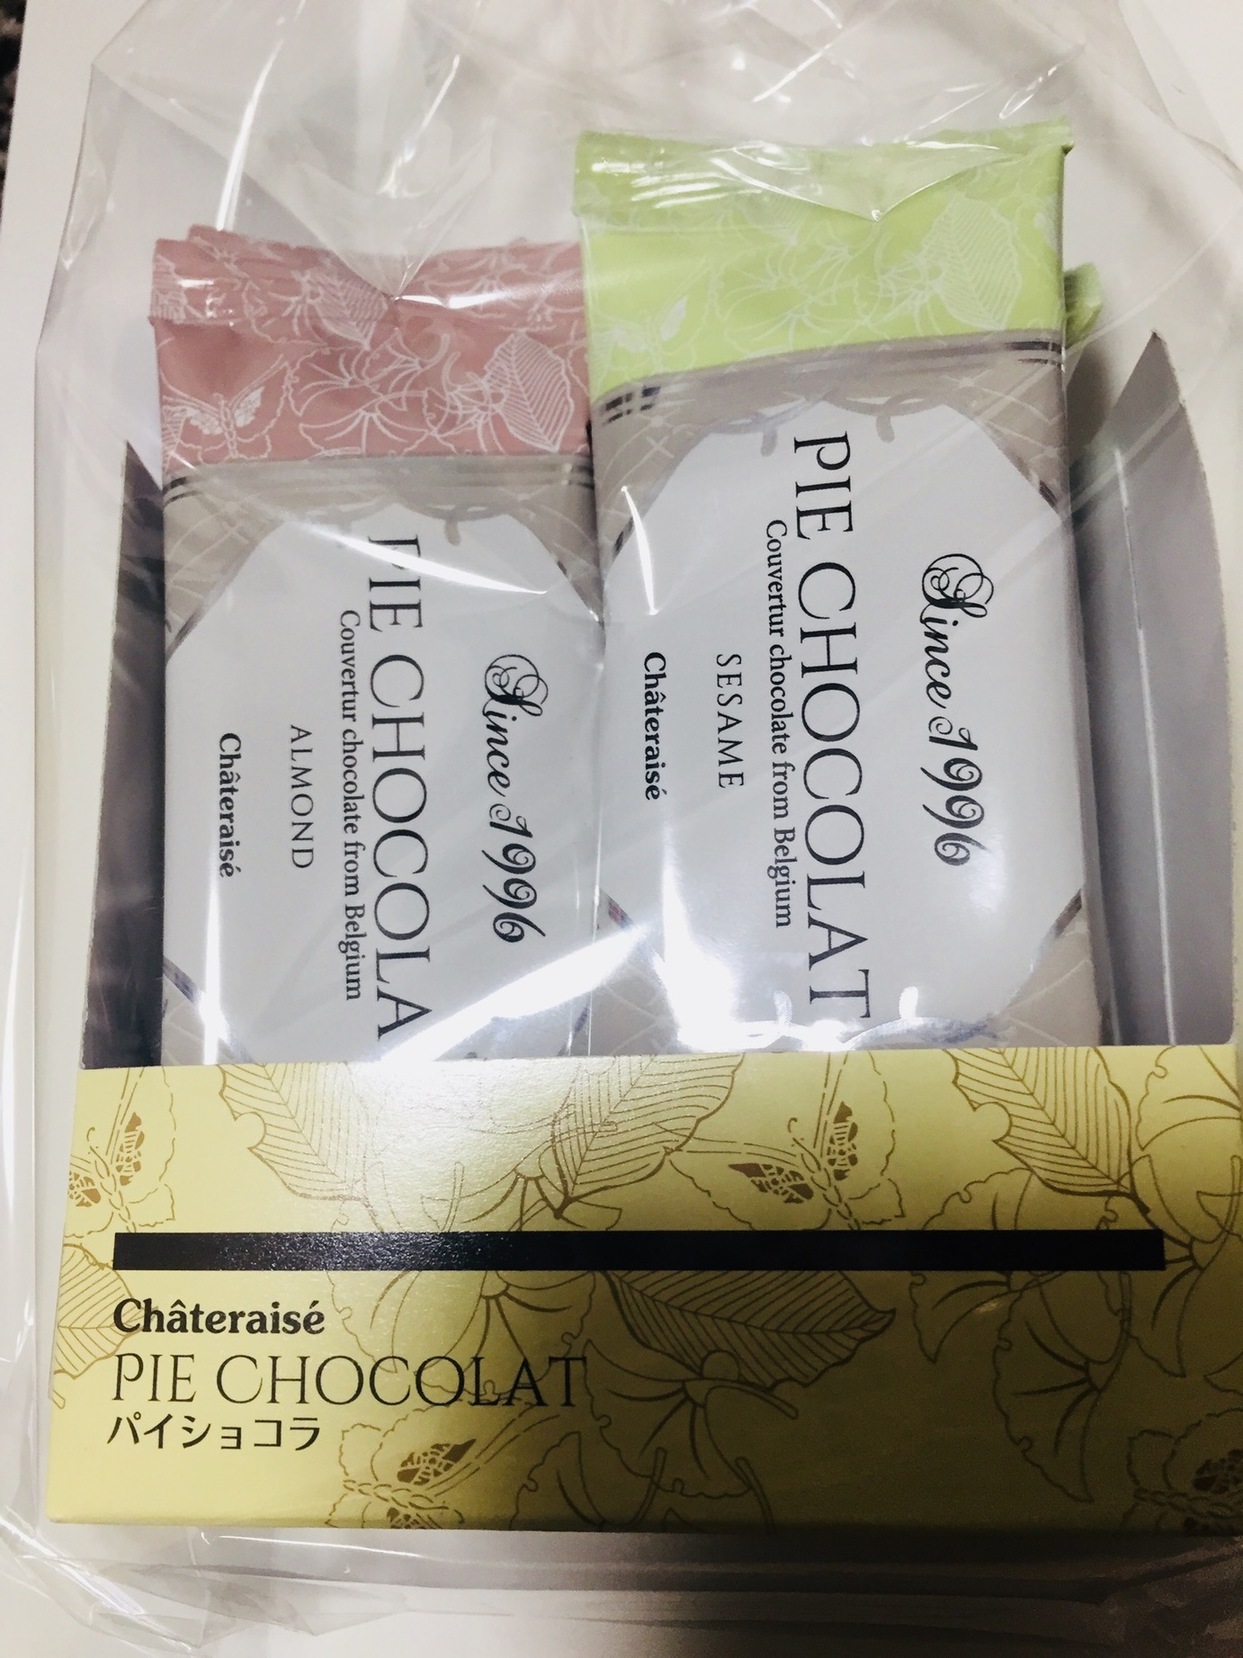 Since 1996
PIE CHOCOLA
Couvertur chocolate from Belgium
ALMOND
Châteraisé
Since 1996
PIE CHOCOLAT
Couvertur chocolate from Belgium
SESAME
Châteraisé
Châteraisé
PIE CHOCOLAT
パイショコラ